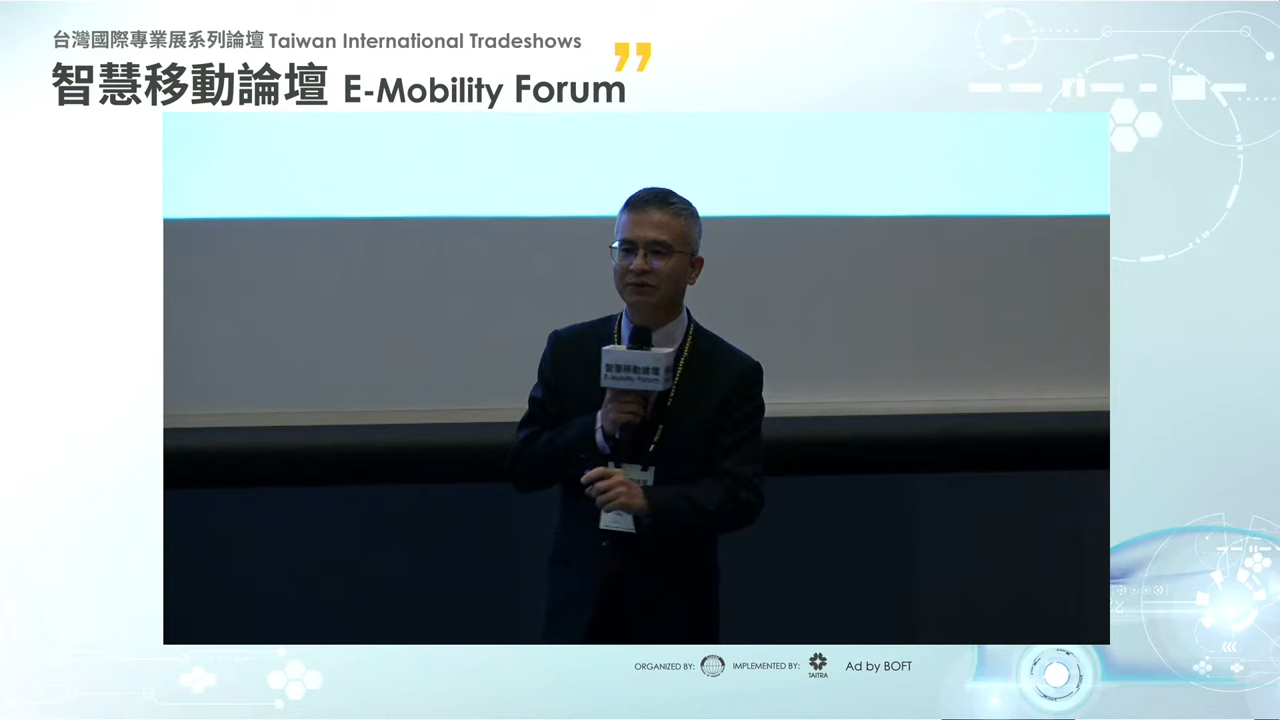 台灣國際專業展系列論壇 Taiwan International Tradeshows
智慧移動論壇 E-Mobility Forum
智慧移動論壇
E-Mobility Forum
ORGANIZED BY: IMPLEMENTED BY: TAITRA Ad by BOFT